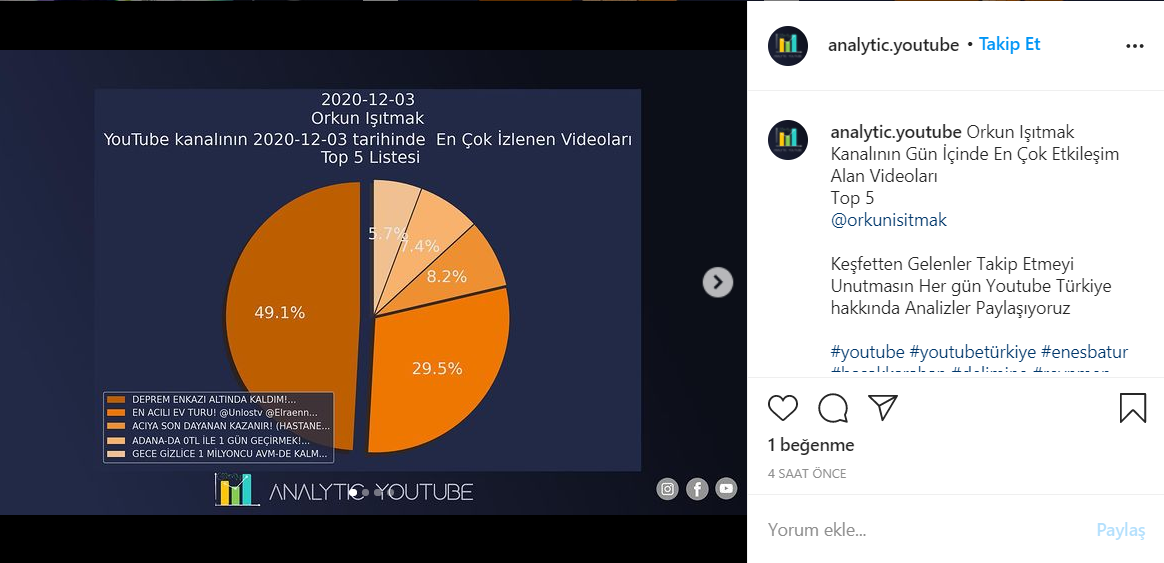 2020-12-03
Orkun Işıtmak
YouTube kanalının 2020-12-03 tarihinde En Çok İzlenen Videoları
Top 5 Listesi
5.7%
7.4%
8.2%
49.1%
29.5%
DEPREM ENKAZI ALTINDA KALDIM!...
EN ACILI EV TURU! @Unlostv @Elraenn...
ACIYA SON DAYANAN KAZANIR! (HASTANE...
ADANA-DA 0TL İLE 1 GÜN GEÇİRMEK!...
GECE GİZLİCE 1 MİLYONCU AVM-DE KALM...
ANALYTIC YOUTUBE
analytic.youtube • Takip Et
analytic.youtube Orkun Işıtmak
Kanalının Gün İçinde En Çok Etkileşim
Alan Videoları
Top 5
@orkunisitmak
Keşfetten Gelenler Takip Etmeyi
Unutmasın Her gün Youtube Türkiye
hakkında Analizler Paylaşıyoruz
#youtube #youtubetürkiye #enesbatur
1 beğenme
4 SAAT ÖNCE
Yorum ekle...
Paylaş